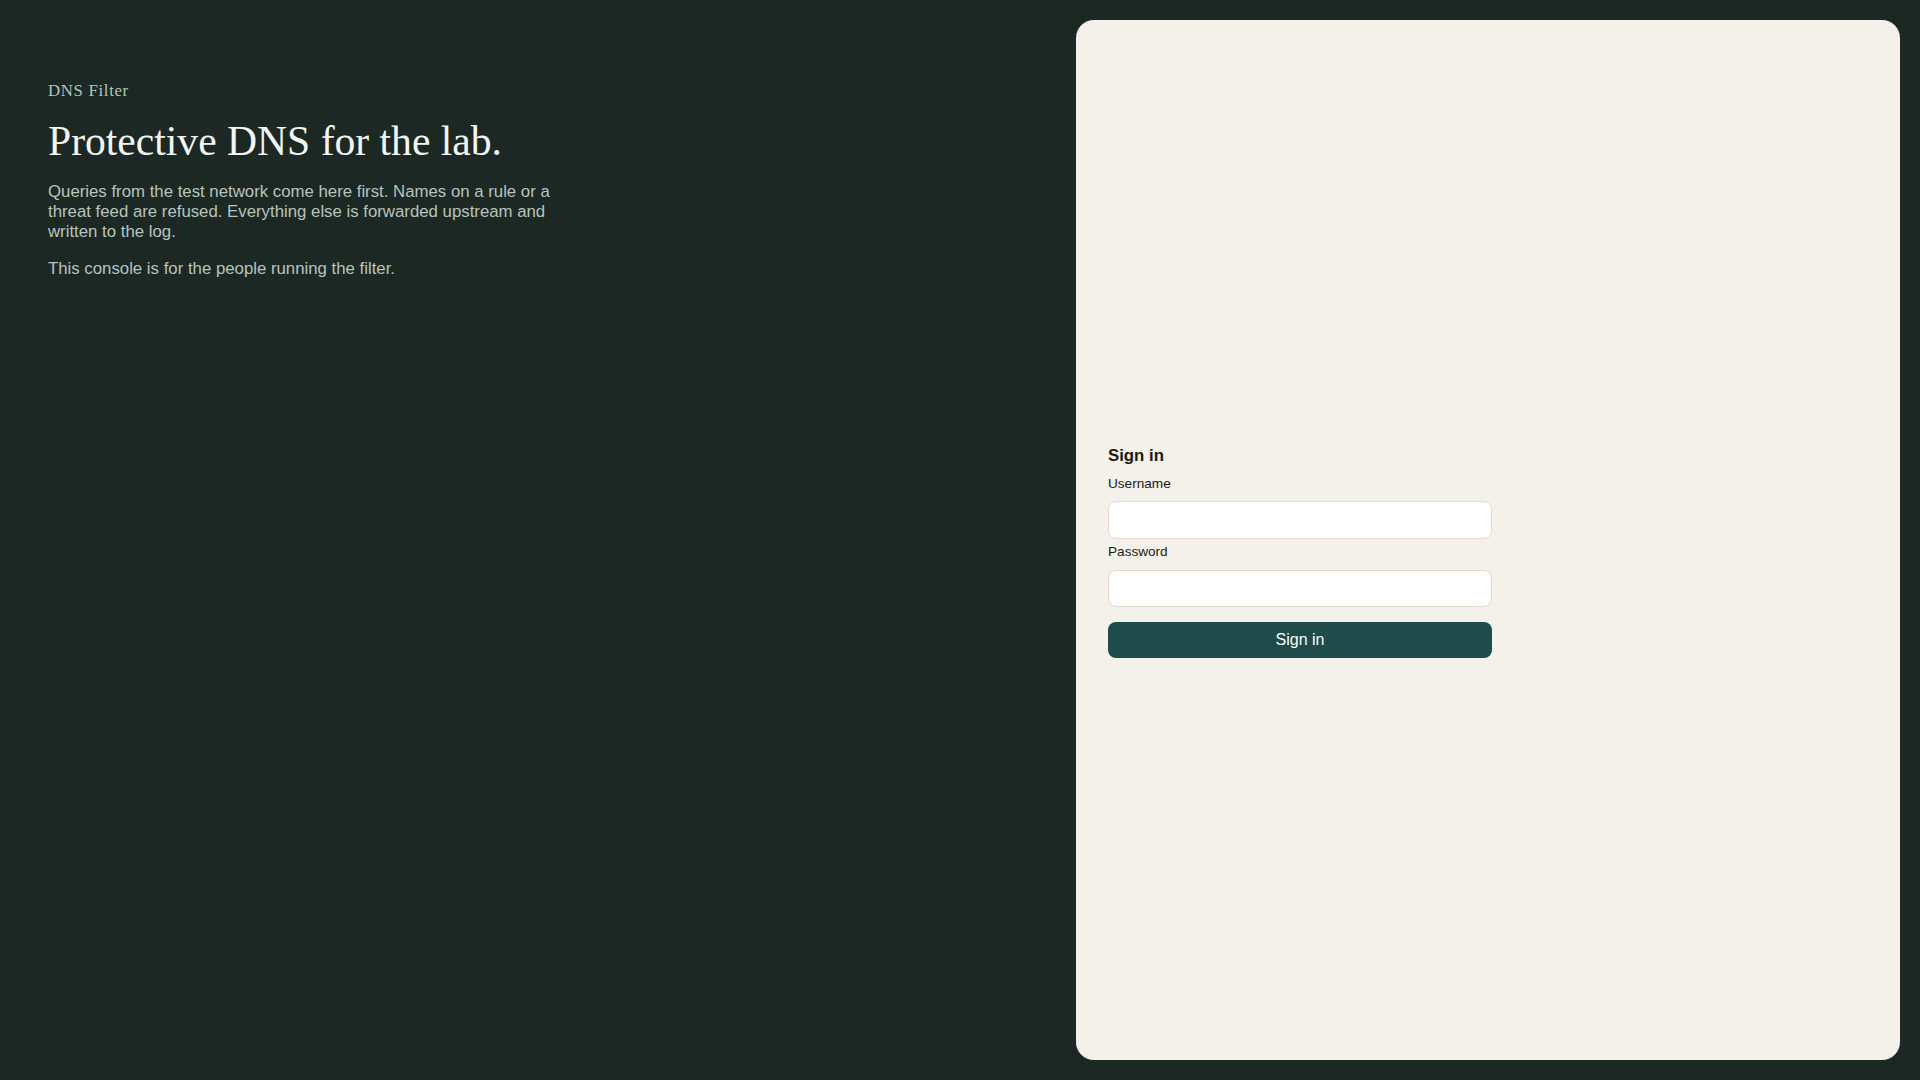 DNS Filter
Protective DNS for the lab.
Queries from the test network come here first. Names on a rule or a
threat feed are refused. Everything else is forwarded upstream and
written to the log.
This console is for the people running the filter.
Sign in
Username
Password
Sign in